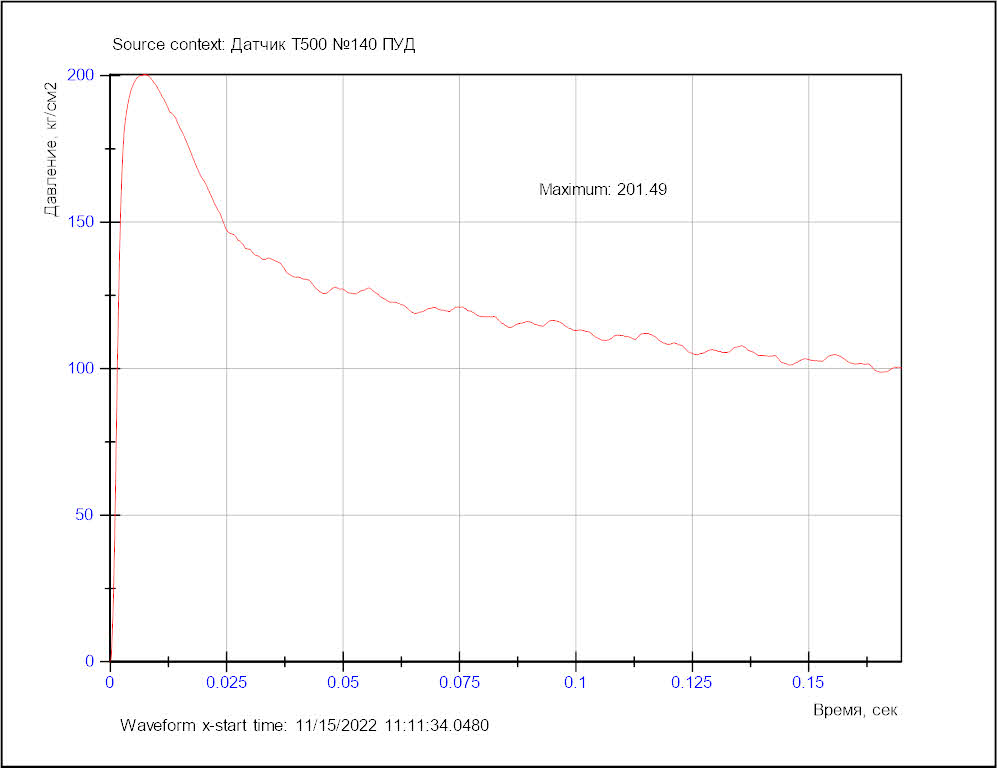 Source context: Датчик Т500 №140 ПУД
Давление, кг/см2
200
150
100
50
0
Maximum: 201.49
0 0.025 0.05 0.075 0.1 0.125 0.15
Время, сек
Waveform x-start time: 11/15/2022 11:11:34.0480